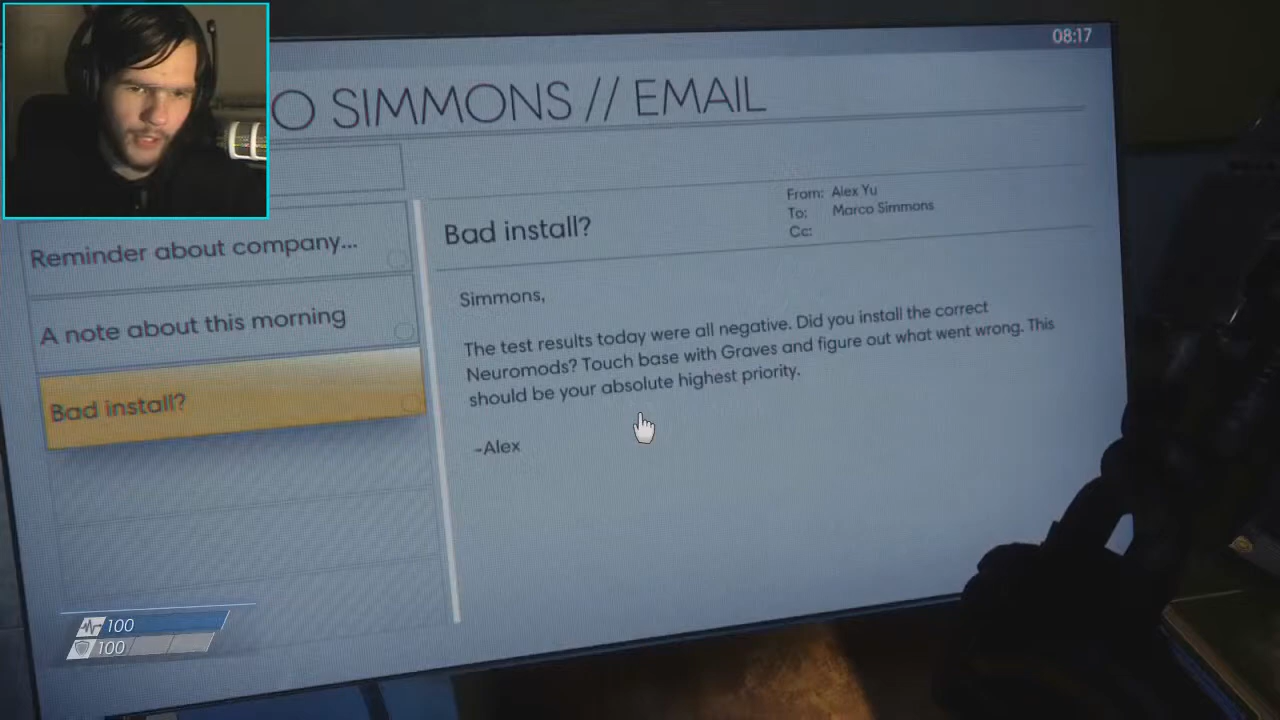 08:17
O SIMMONS // EMAIL
From: Alex Yu
To: Marco Simmons
Cc:
Reminder about company...
A note about this morning
Bad install?
Bad install?
Simmons,
The test results today were all negative. Did you install the correct
Neuromods? Touch base with Graves and figure out what went wrong. This
should be your absolute highest priority.
-Alex
100
100